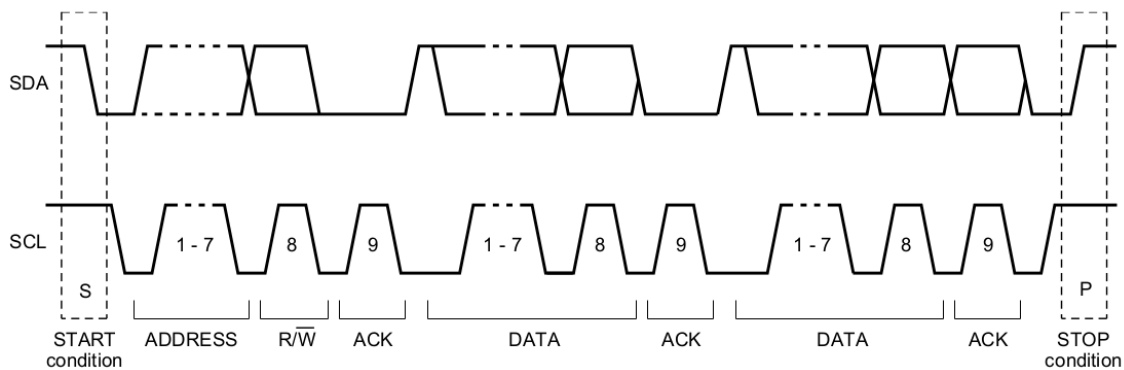 SDA
SCL
1 - 7
8
9
1 - 7
8
9
1 - 7
8
9
S
P
START
condition
ADDRESS
R/W̅
ACK
DATA
ACK
DATA
ACK
STOP
condition